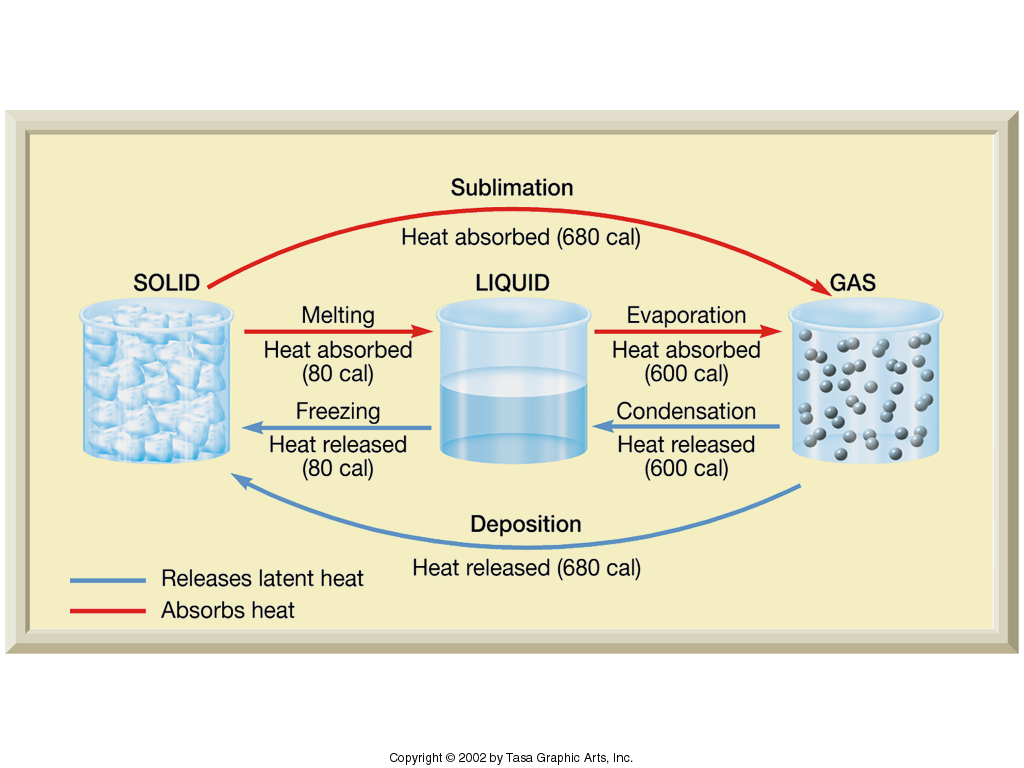 Sublimation
Heat absorbed (680 cal)
SOLID
LIQUID
GAS
Melting
Heat absorbed
(80 cal)
Evaporation
Heat absorbed
(600 cal)
Freezing
Heat released
(80 cal)
Condensation
Heat released
(600 cal)
Deposition
Heat released (680 cal)
Releases latent heat
Absorbs heat
Copyright © 2002 by Tasa Graphic Arts, Inc.